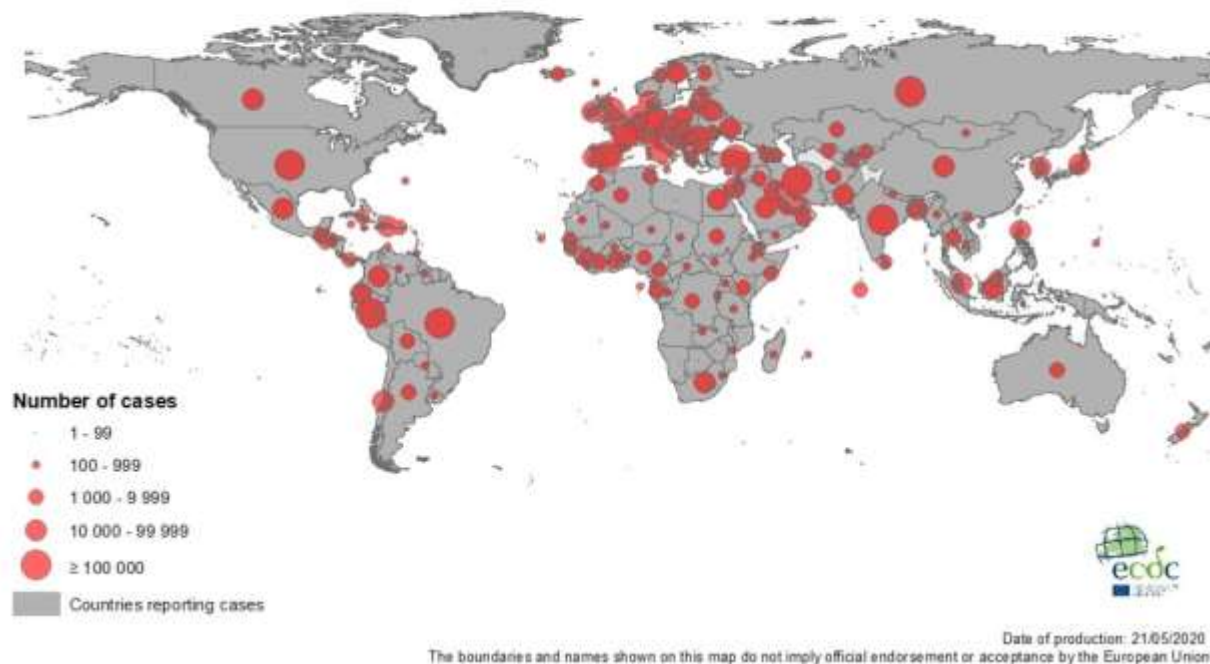 Number of cases
1 - 99
100 - 999
1 000 - 9 999
10 000 - 99 999
≥ 100 000
Countries reporting cases
ecdc
Date of production: 21/05/2020
The boundaries and names shown on this map do not imply official endorsement or acceptance by the European Union